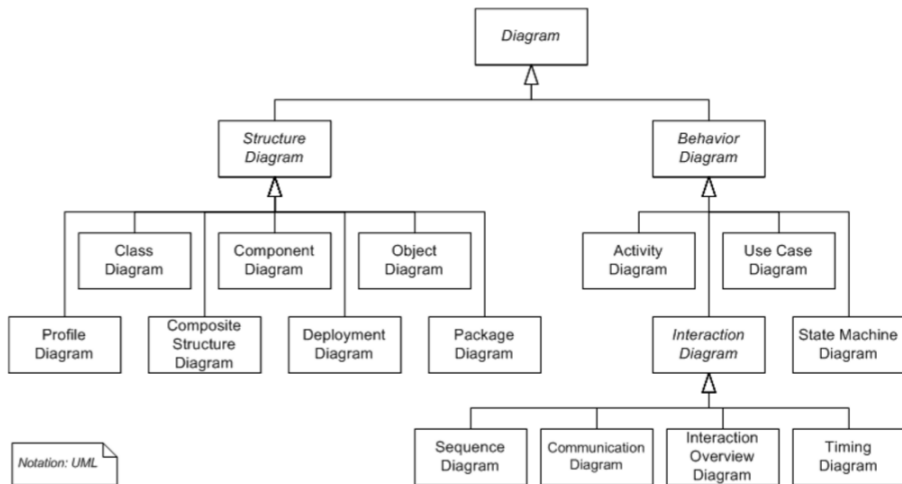 Diagram
Structure
Diagram
Behavior
Diagram
Class
Diagram
Component
Diagram
Object
Diagram
Activity
Diagram
Use Case
Diagram
Profile
Diagram
Composite
Structure
Diagram
Deployment
Diagram
Package
Diagram
Interaction
Diagram
State Machine
Diagram
Sequence
Diagram
Communication
Diagram
Interaction
Overview
Diagram
Timing
Diagram
Notation: UML